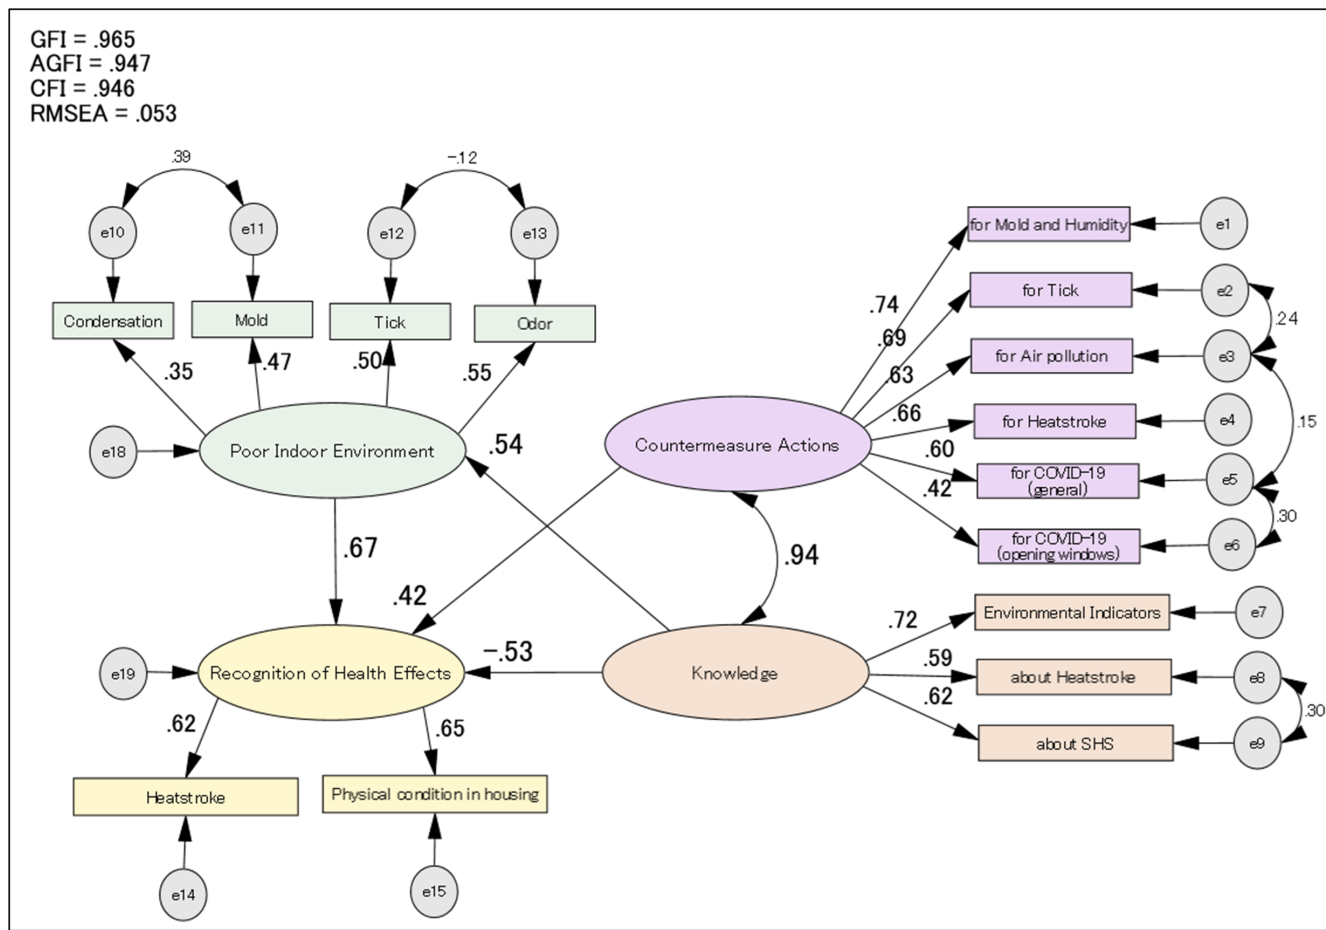 GFI = .965
AGFI = .947
CFI = .946
RMSEA = .053
.39
-.12
e10
e11
e12
e13
Condensation
Mold
Tick
Odor
.35
.47
.50
.55
e18
Poor Indoor Environment
.54
.67
.42
-.53
e19
Recognition of Health Effects
.62
.65
Heatstroke
Physical condition in housing
e14
e15
Countermeasure Actions
.94
Knowledge
.74
.69
.63
.66
.60
.42
for Mold and Humidity
e1
for Tick
e2
.24
for Air pollution
e3
.15
for Heatstroke
e4
for COVID-19
(general)
e5
.30
for COVID-19
(opening windows)
e6
.72
.59
.62
Environmental Indicators
e7
about Heatstroke
e8
.30
about SHS
e9